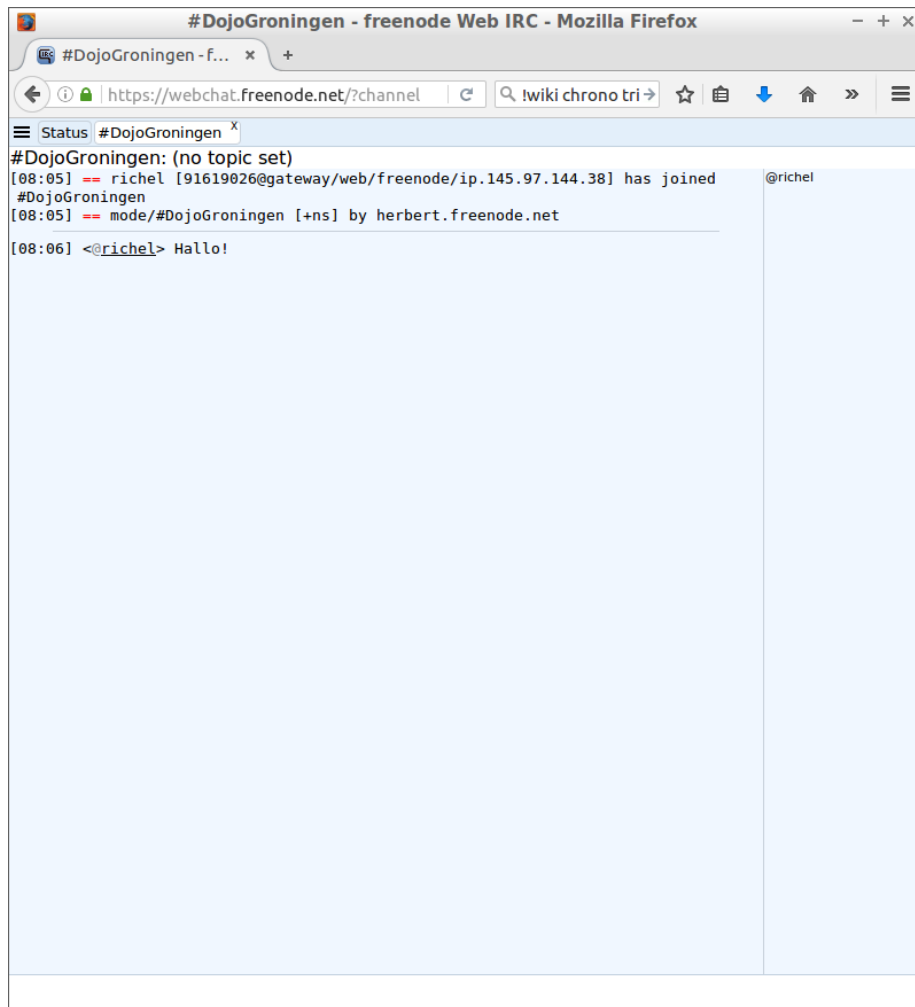 #DojoGroningen - freenode Web IRC - Mozilla Firefox
#DojoGroningen - f...
https://webchat.freenode.net/?channel !wiki chrono tri
Status #DojoGroningen X
#DojoGroningen: (no topic set)
[08:05] == richel [91619026@gateway/web/freenode/ip.145.97.144.38] has joined
#DojoGroningen
[08:05] == mode/#DojoGroningen [+ns] by herbert.freenode.net
[08:06] <@richel> Hallo!
@richel